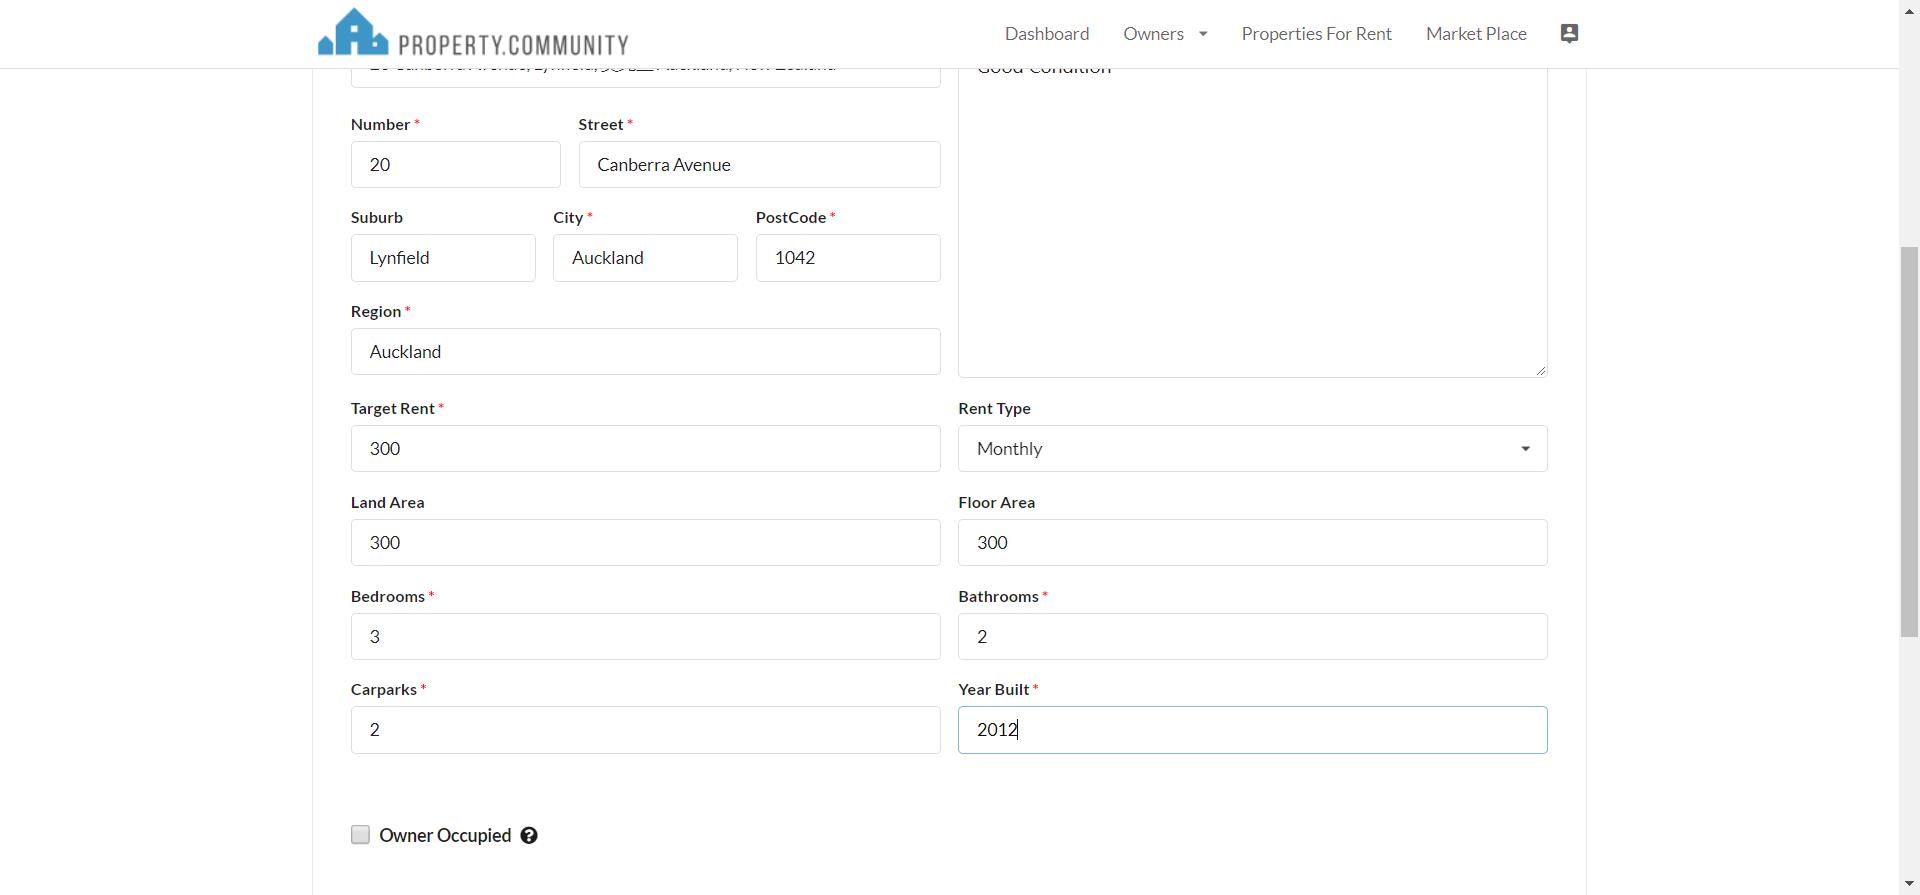 PROPERTY.COMMUNITY
Dashboard Owners Properties For Rent Market Place
Good Condition
Number *
Street *
20
Canberra Avenue
Suburb
City *
PostCode *
Lynfield
Auckland
1042
Region *
Auckland
Target Rent *
Rent Type
300
Monthly
Land Area
Floor Area
300
300
Bedrooms *
Bathrooms *
3
2
Carparks *
Year Built *
2
2012
Owner Occupied ?